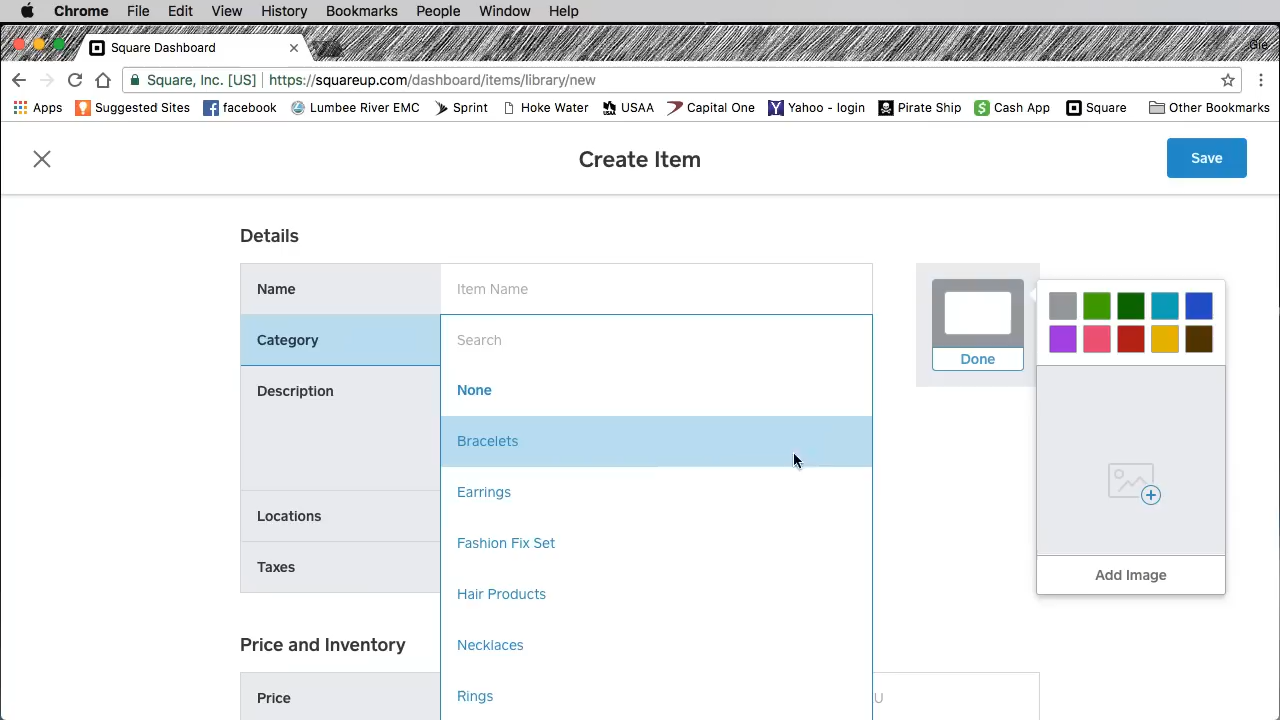 Chrome File Edit View History Bookmarks People Window Help
Square Dashboard
Gie
Square, Inc. [US] https://squareup.com/dashboard/items/library/new
Apps Suggested Sites facebook Lumbee River EMC Sprint Hoke Water USAA Capital One Yahoo - login Pirate Ship Cash App Square Other Bookmarks
Create Item
Save
Details
Name Item Name
Category Search
Done
Description None
Bracelets
Earrings
Locations
Fashion Fix Set
Taxes
Add Image
Hair Products
Price and Inventory Necklaces
Price Rings U